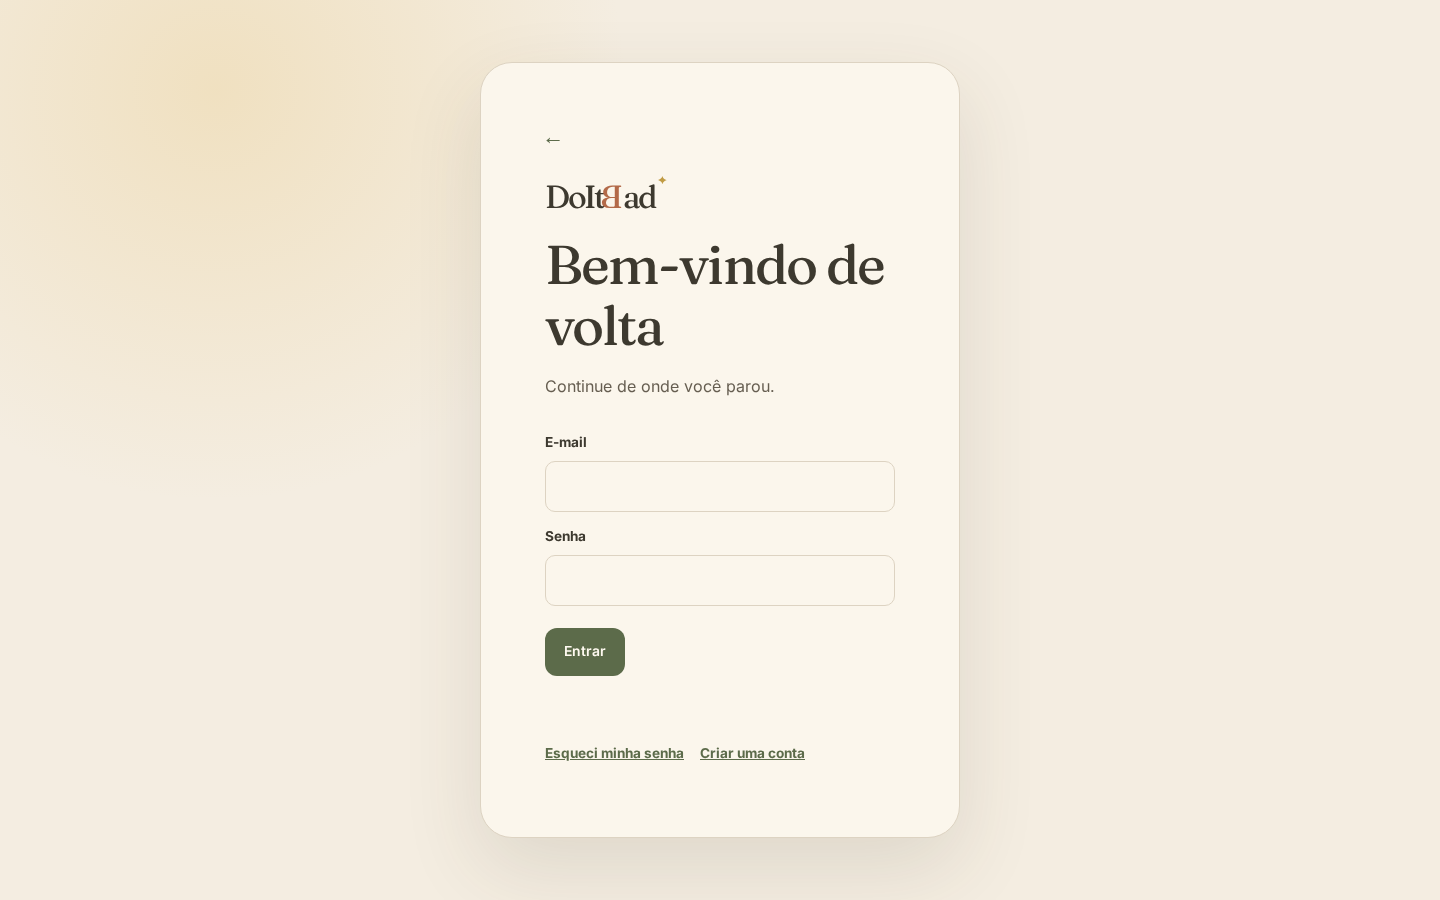 ←
DoItBad✦
Bem-vindo de
volta
Continue de onde você parou.
E-mail
Senha
Entrar
Esqueci minha senha Criar uma conta